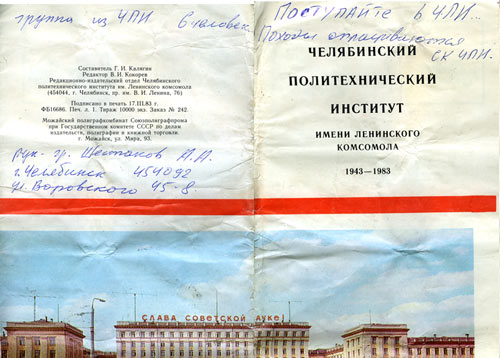 группа из ЧПИ 6 человек
Составитель Г. И. Калягин
Редактор В. И. Кокорев
Редакционно-издательский отдел Челябинского
политехнического института им. Ленинского комсомола
(454044, г. Челябинск, пр. им. В. И. Ленина, 76)
Подписано в печать 17.III.83 г.
ФБ10686. Печ. л. 1. Тираж 10000 экз. Заказ № 242.
Можайский полиграфкомбинат Союзполиграфпрома
при Государственном комитете СССР по делам
издательств, полиграфии и книжной торговли.
г. Можайск, ул. Мира, 93.
рук. гр. Шестаков А.А.
г. Челябинск 454092
ул. Воровского 45-8.
Поступайте в ЧПИ...
Походы оплачиваются
СК ЧПИ.
ЧЕЛЯБИНСКИЙ
ПОЛИТЕХНИЧЕСКИЙ
ИНСТИТУТ
ИМЕНИ ЛЕНИНСКОГО
КОМСОМОЛА
1943—1983
СЛАВА СОВЕТСКОЙ НАУКЕ!